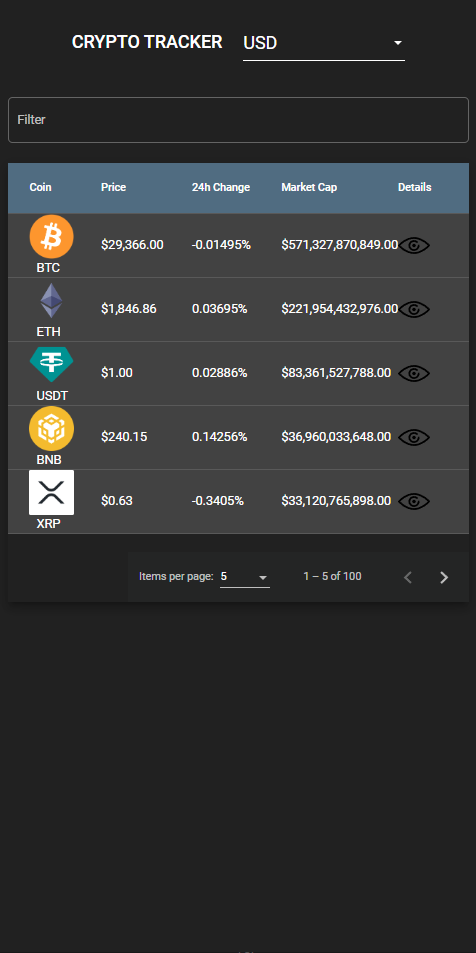 CRYPTO TRACKER USD
Filter
Coin Price 24h Change Market Cap Details
$29,366.00 -0.01495% $571,327,870,849.00
BTC
$1,846.86 0.03695% $221,954,432,976.00
ETH
$1.00 0.02886% $83,361,527,788.00
USDT
$240.15 0.14256% $36,960,033,648.00
BNB
$0.63 -0.3405% $33,120,765,898.00
XRP
Items per page: 5 1 – 5 of 100